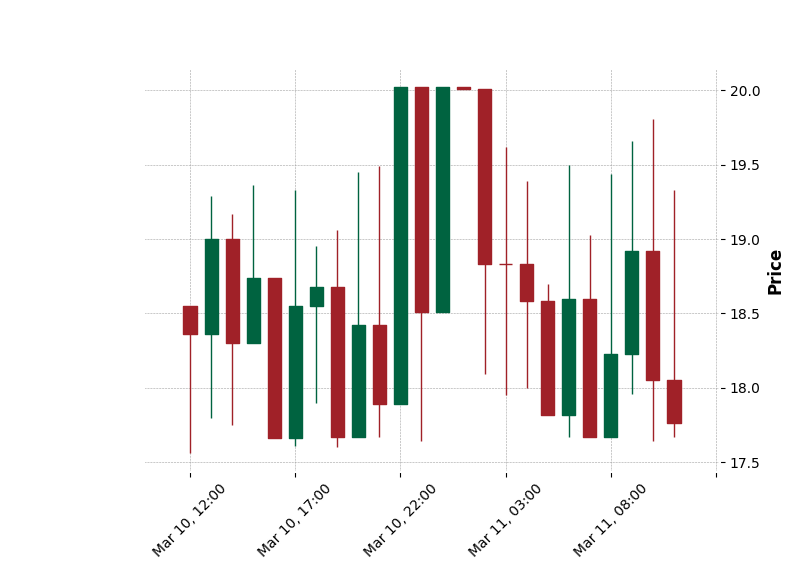 20.0
19.5
19.0
18.5
18.0
17.5
Price
Mar 10, 12:00
Mar 10, 17:00
Mar 10, 22:00
Mar 11, 03:00
Mar 11, 08:00